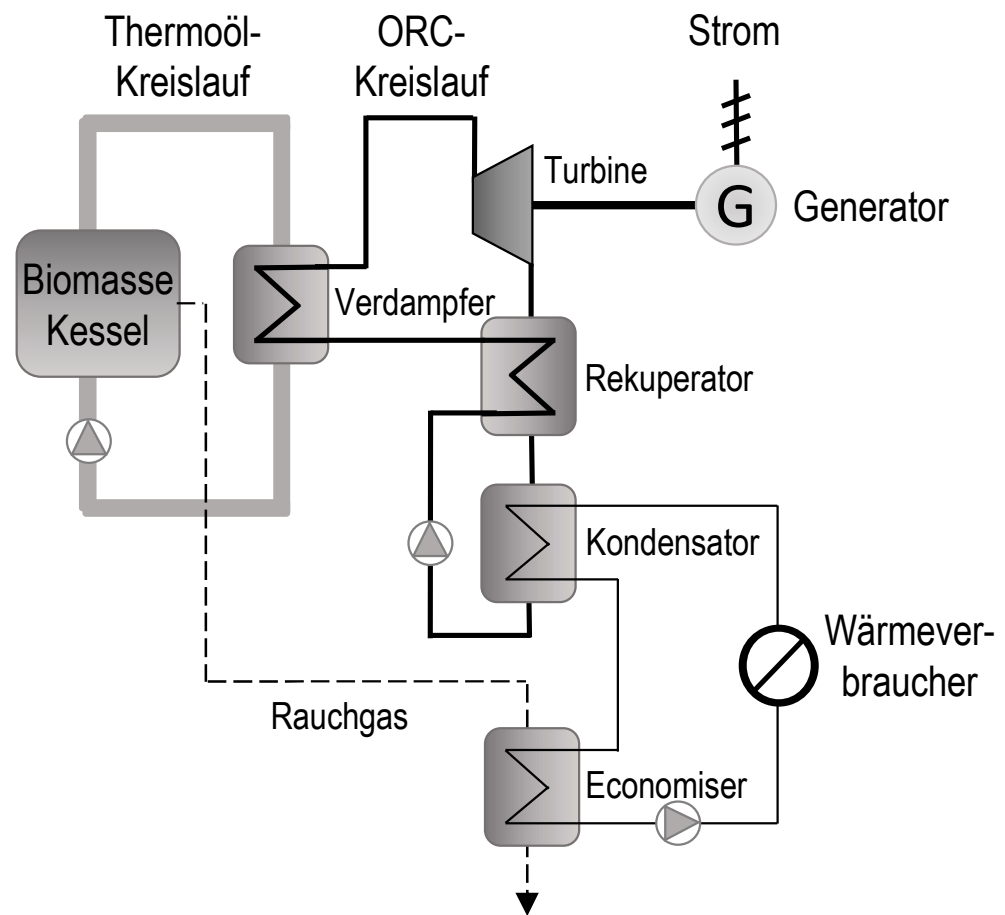 Thermoöl-
Kreislauf
ORC-
Kreislauf
Strom
Turbine
G
Generator
Biomasse
Kessel
Verdampfer
Rekuperator
Kondensator
Wärmever-
braucher
Rauchgas
Economiser